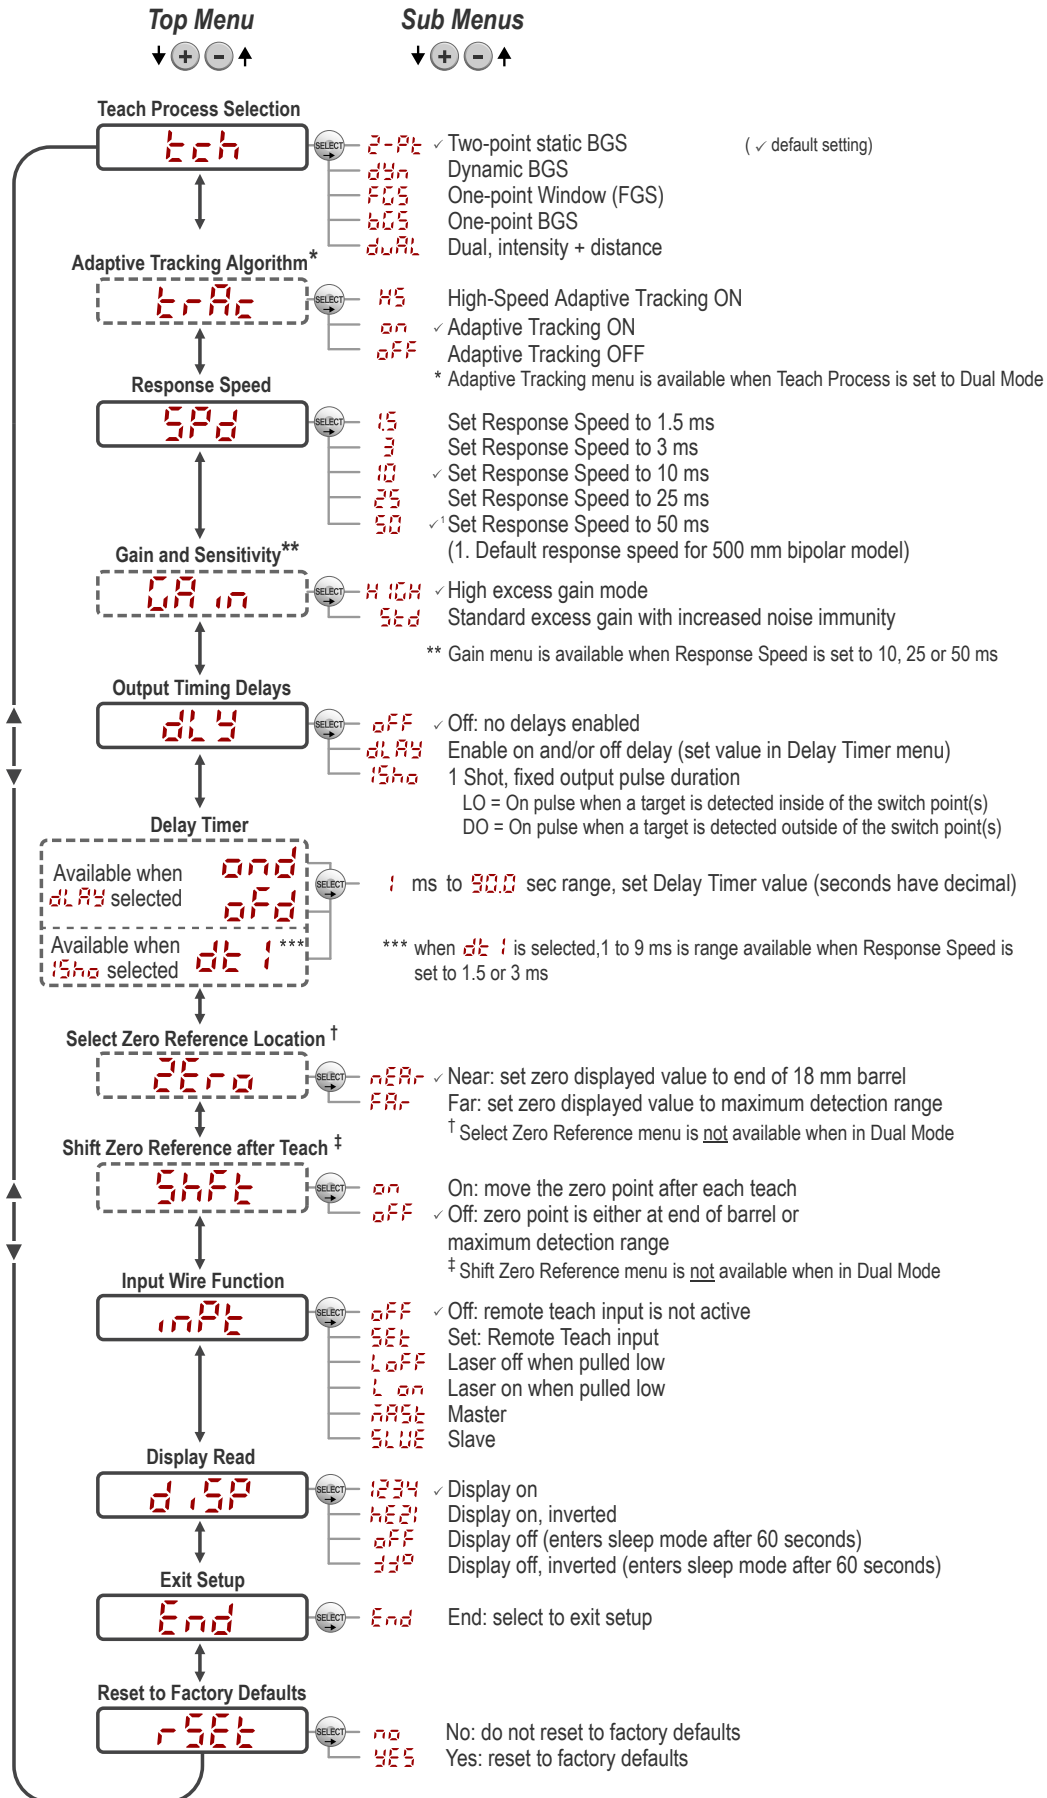 Top Menu Sub Menus
+ - + -
Teach Process Selection
tch SELECT 2-Pt ✓ Two-point static BGS ( ✓ default setting)
dYn Dynamic BGS
FGS One-point Window (FGS)
bGS One-point BGS
duAL Dual, intensity + distance
Adaptive Tracking Algorithm*
trAc SELECT HS High-Speed Adaptive Tracking ON
on ✓ Adaptive Tracking ON
oFF Adaptive Tracking OFF
* Adaptive Tracking menu is available when Teach Process is set to Dual Mode
Response Speed
SPd SELECT 1.5 Set Response Speed to 1.5 ms
3 Set Response Speed to 3 ms
10 ✓ Set Response Speed to 10 ms
25 Set Response Speed to 25 ms
50 ✓¹ Set Response Speed to 50 ms
(1. Default response speed for 500 mm bipolar model)
Gain and Sensitivity**
GAin SELECT HIGH ✓ High excess gain mode
Std Standard excess gain with increased noise immunity
** Gain menu is available when Response Speed is set to 10, 25 or 50 ms
Output Timing Delays
dLY SELECT oFF ✓ Off: no delays enabled
dLAY Enable on and/or off delay (set value in Delay Timer menu)
1Sho 1 Shot, fixed output pulse duration
LO = On pulse when a target is detected inside of the switch point(s)
DO = On pulse when a target is detected outside of the switch point(s)
Delay Timer
Available when ond
dLAY selected oFd
SELECT 1 ms to 90.0 sec range, set Delay Timer value (seconds have decimal)
Available when
1Sho selected dt1 ***
*** when dt1 is selected,1 to 9 ms is range available when Response Speed is
set to 1.5 or 3 ms
Select Zero Reference Location †
ZEro SELECT nEAr ✓ Near: set zero displayed value to end of 18 mm barrel
FAr Far: set zero displayed value to maximum detection range
† Select Zero Reference menu is not available when in Dual Mode
Shift Zero Reference after Teach ‡
ShFt SELECT on On: move the zero point after each teach
oFF ✓ Off: zero point is either at end of barrel or
maximum detection range
‡ Shift Zero Reference menu is not available when in Dual Mode
Input Wire Function
inPt SELECT oFF ✓ Off: remote teach input is not active
SEt Set: Remote Teach input
LoFF Laser off when pulled low
L on Laser on when pulled low
nASt Master
SLUE Slave
Display Read
diSP SELECT 1234 ✓ Display on
hEZ1 Display on, inverted
oFF Display off (enters sleep mode after 60 seconds)
JJo Display off, inverted (enters sleep mode after 60 seconds)
Exit Setup
End SELECT End End: select to exit setup
Reset to Factory Defaults
rSEt SELECT no No: do not reset to factory defaults
YES Yes: reset to factory defaults